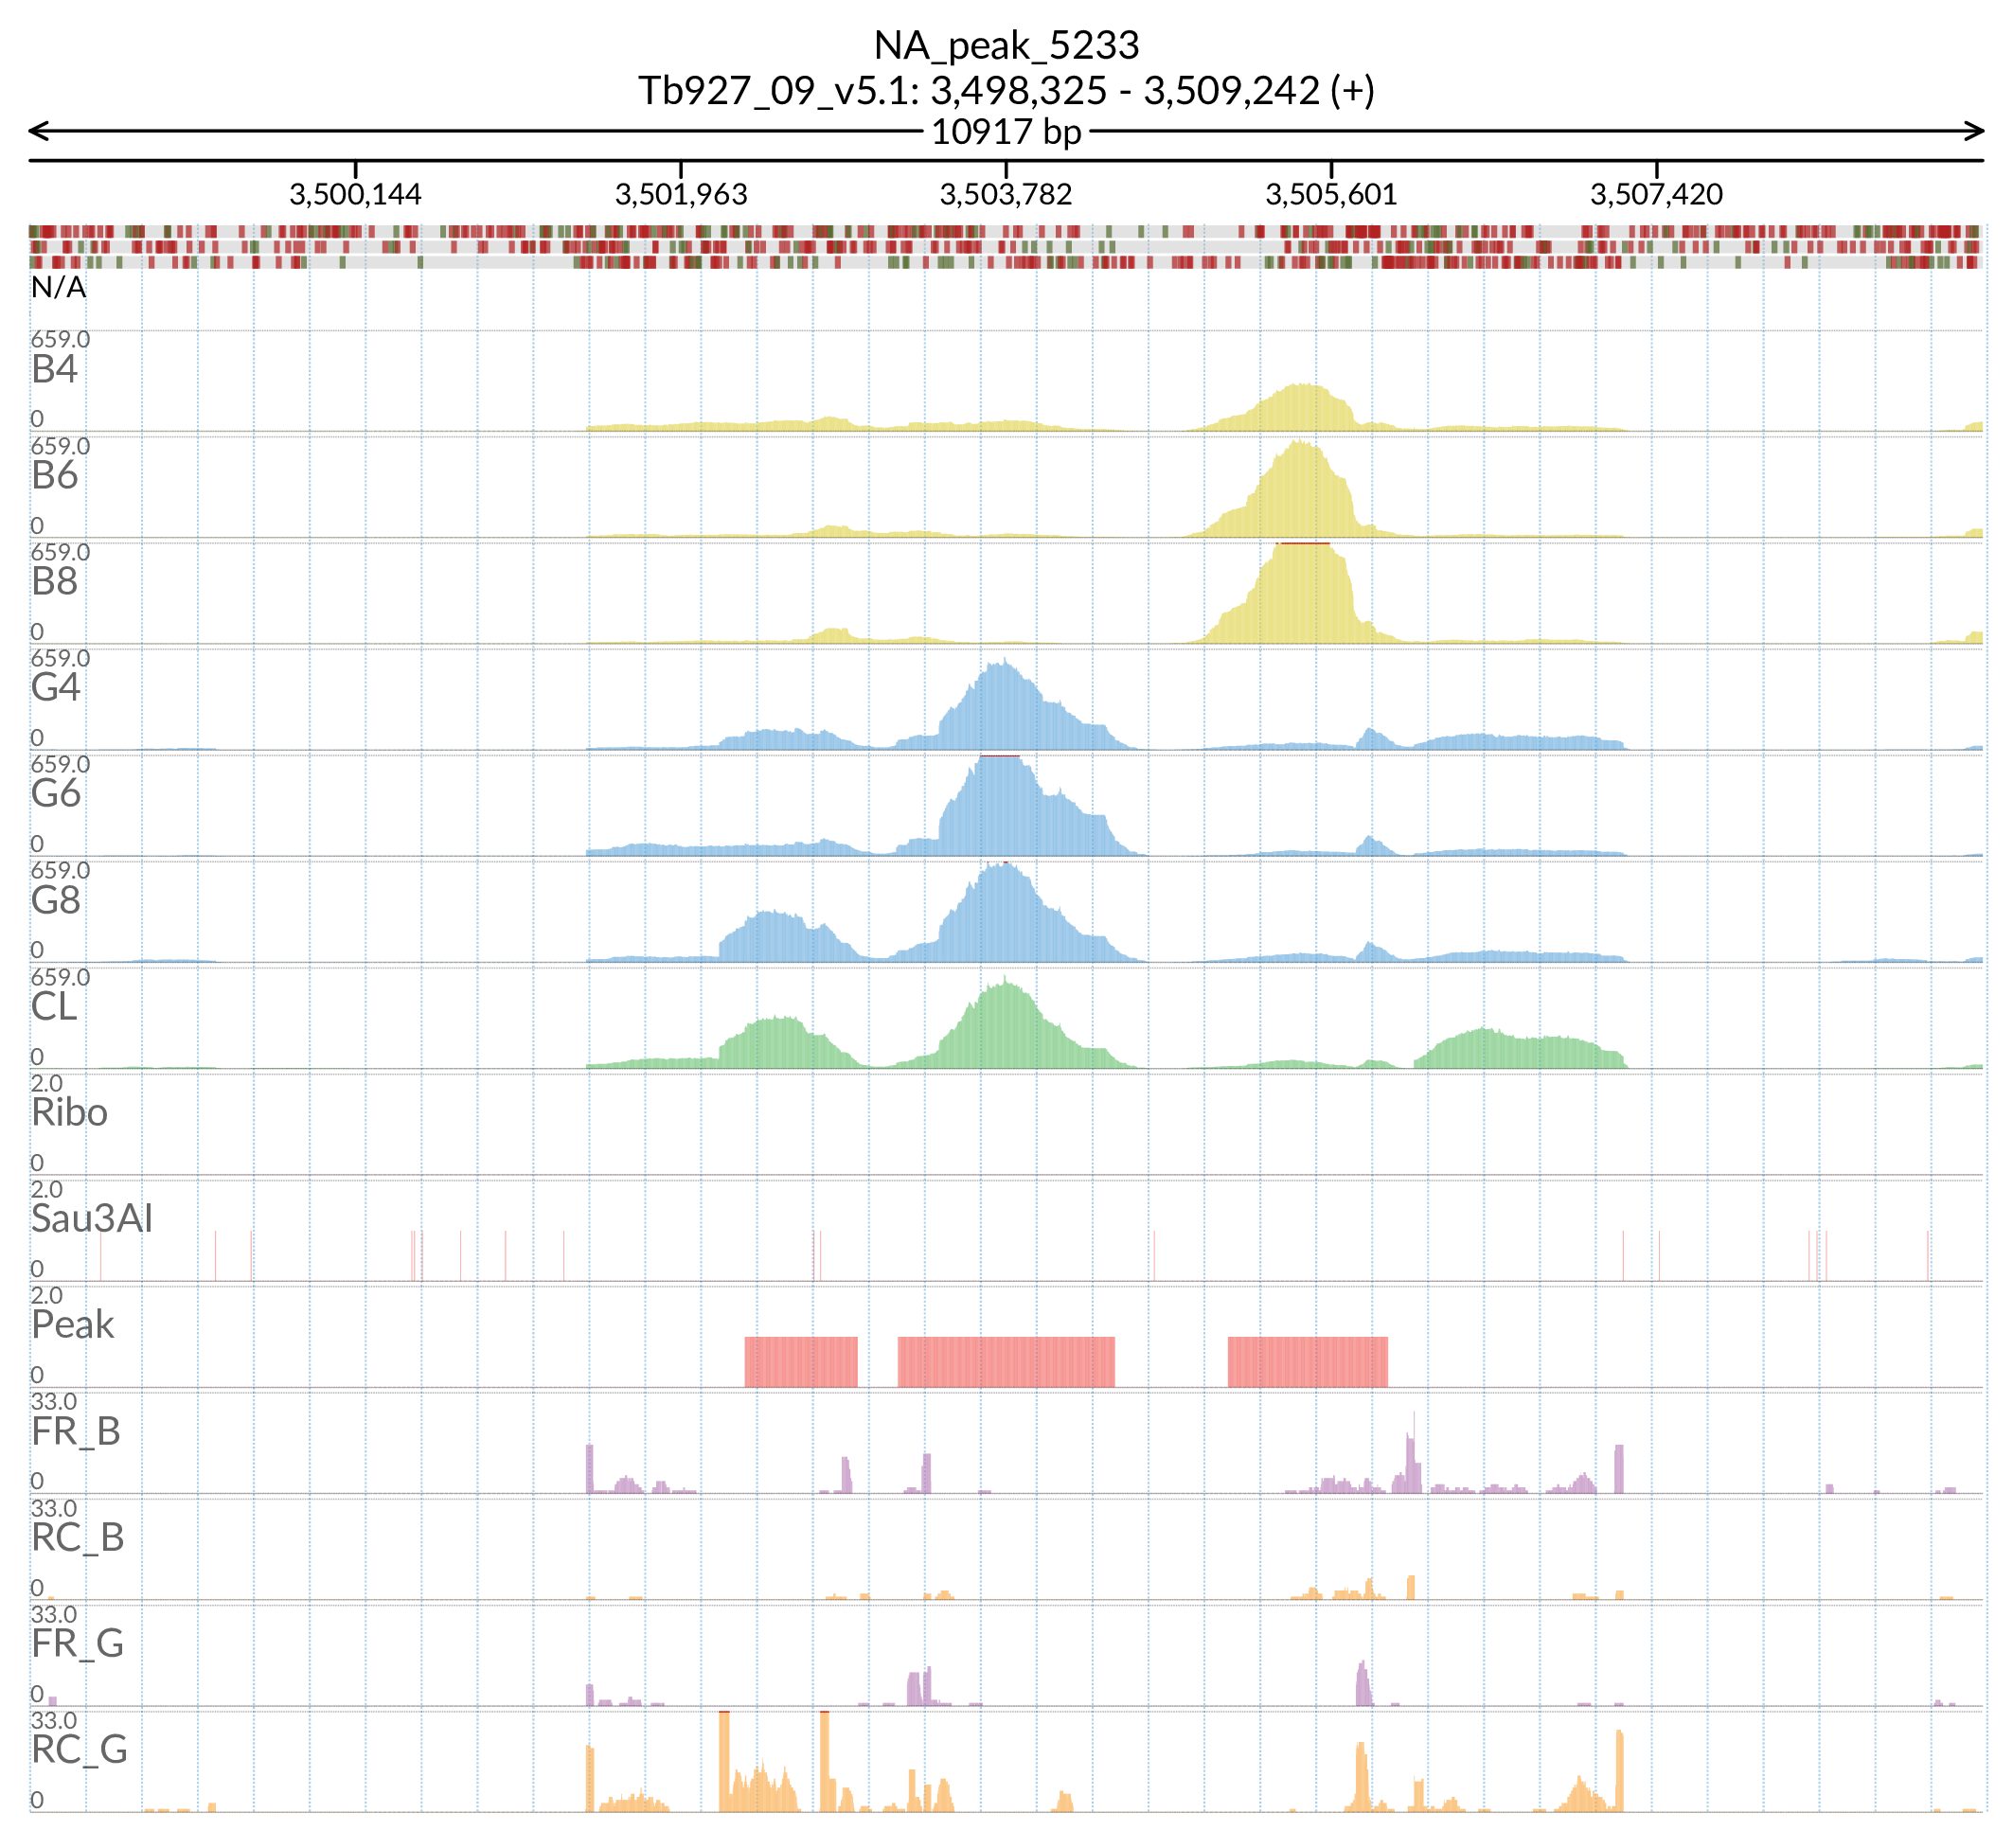 NA_peak_5233
Tb927_09_v5.1: 3,498,325 - 3,509,242 (+)
10917 bp
3,500,144 3,501,963 3,503,782 3,505,601 3,507,420
N/A
659.0
B4
0
659.0
B6
0
659.0
B8
0
659.0
G4
0
659.0
G6
0
659.0
G8
0
659.0
CL
0
2.0
Ribo
0
2.0
Sau3AI
0
2.0
Peak
0
33.0
FR_B
0
33.0
RC_B
0
33.0
FR_G
0
33.0
RC_G
0